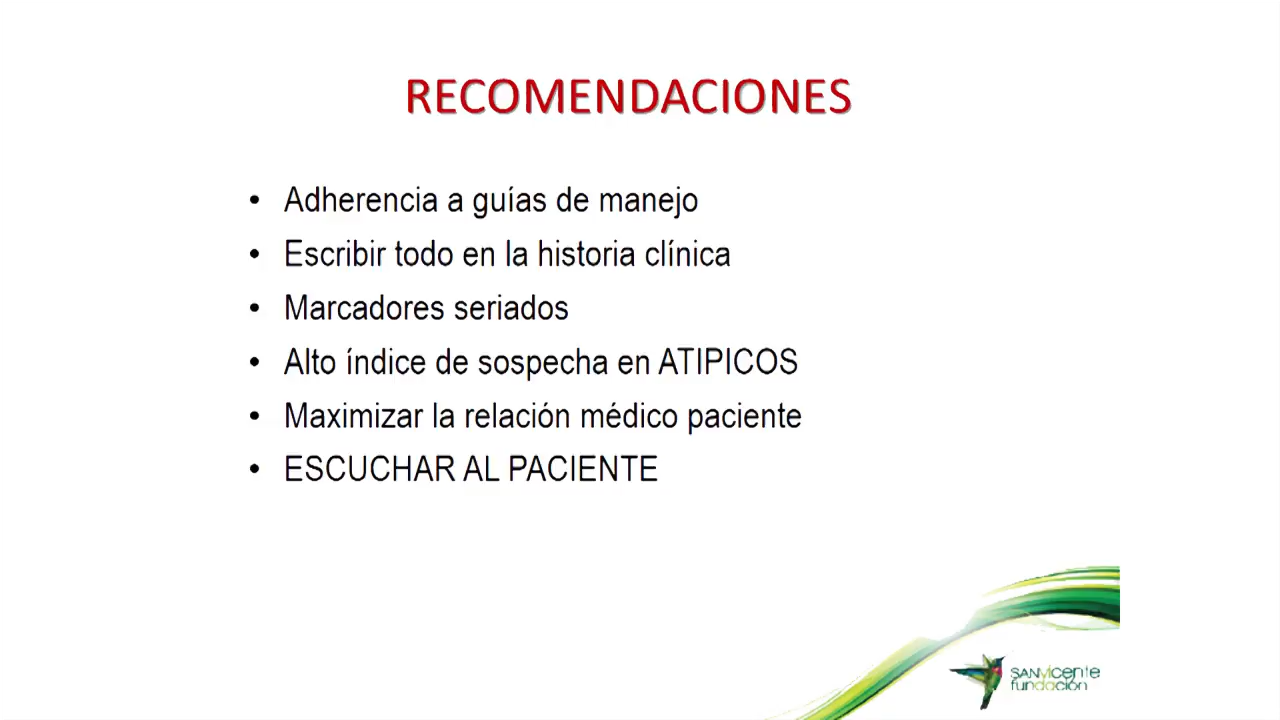 RECOMENDACIONES
• Adherencia a guías de manejo
• Escribir todo en la historia clínica
• Marcadores seriados
• Alto índice de sospecha en ATIPICOS
• Maximizar la relación médico paciente
• ESCUCHAR AL PACIENTE
SANVICENTE
fundación